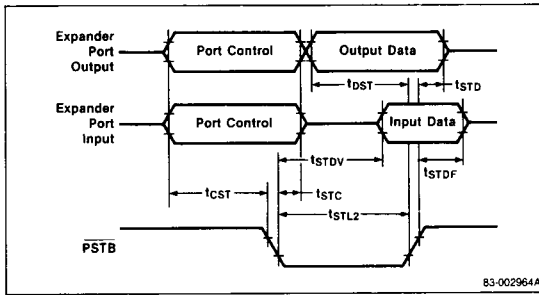 Expander
Port
Output
Port Control
Output Data
tDST
tSTD
Expander
Port
Input
Port Control
Input Data
tSTDV
tSTDF
tCST
tSTC
tSTL2
PSTB
83-002964A